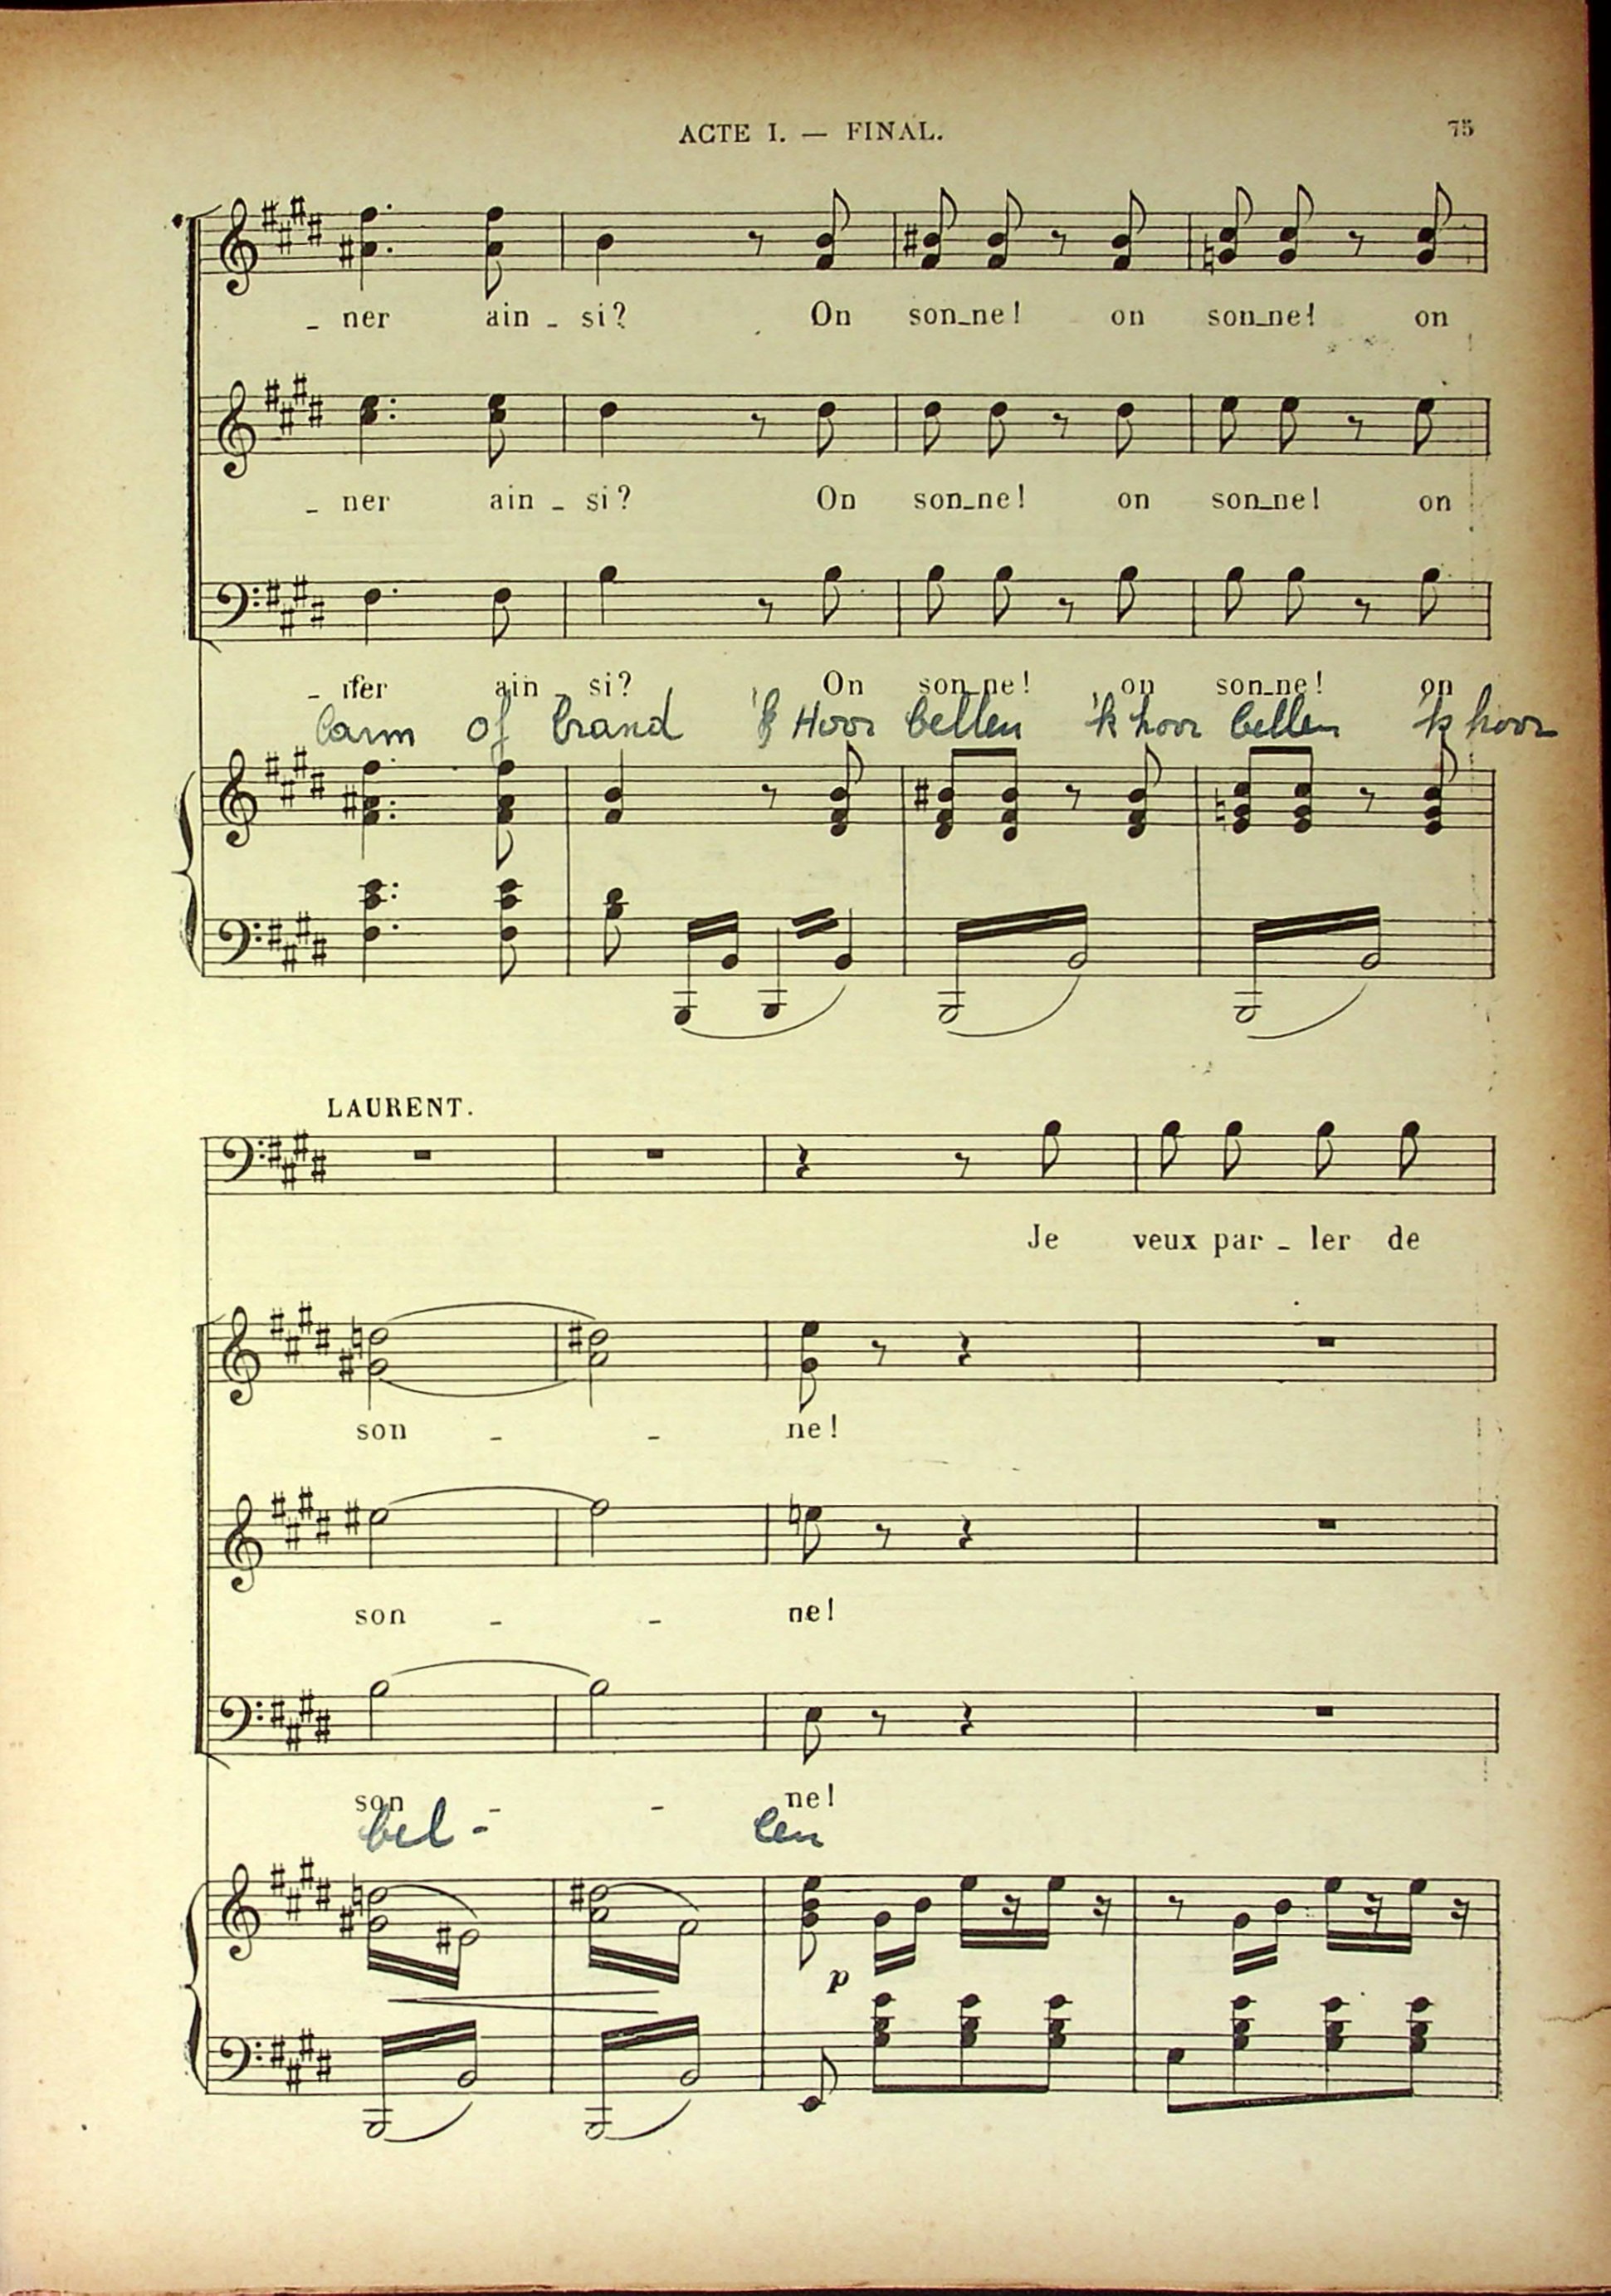 ACTE I. — FINAL. 75
_ ner ain _ si? On son_ne! on son_ne! on
_ ner ain _ si? On son_ne! on son_ne! on
_ ner ain si? On son_ne! on son_ne! on
larm of brand 'k Hoor bellen 'k hoor bellen 'k hoor
LAURENT.
Je veux par _ ler de
son _ _ ne!
son _ _ ne!
son _ _ ne!
bel - len
p